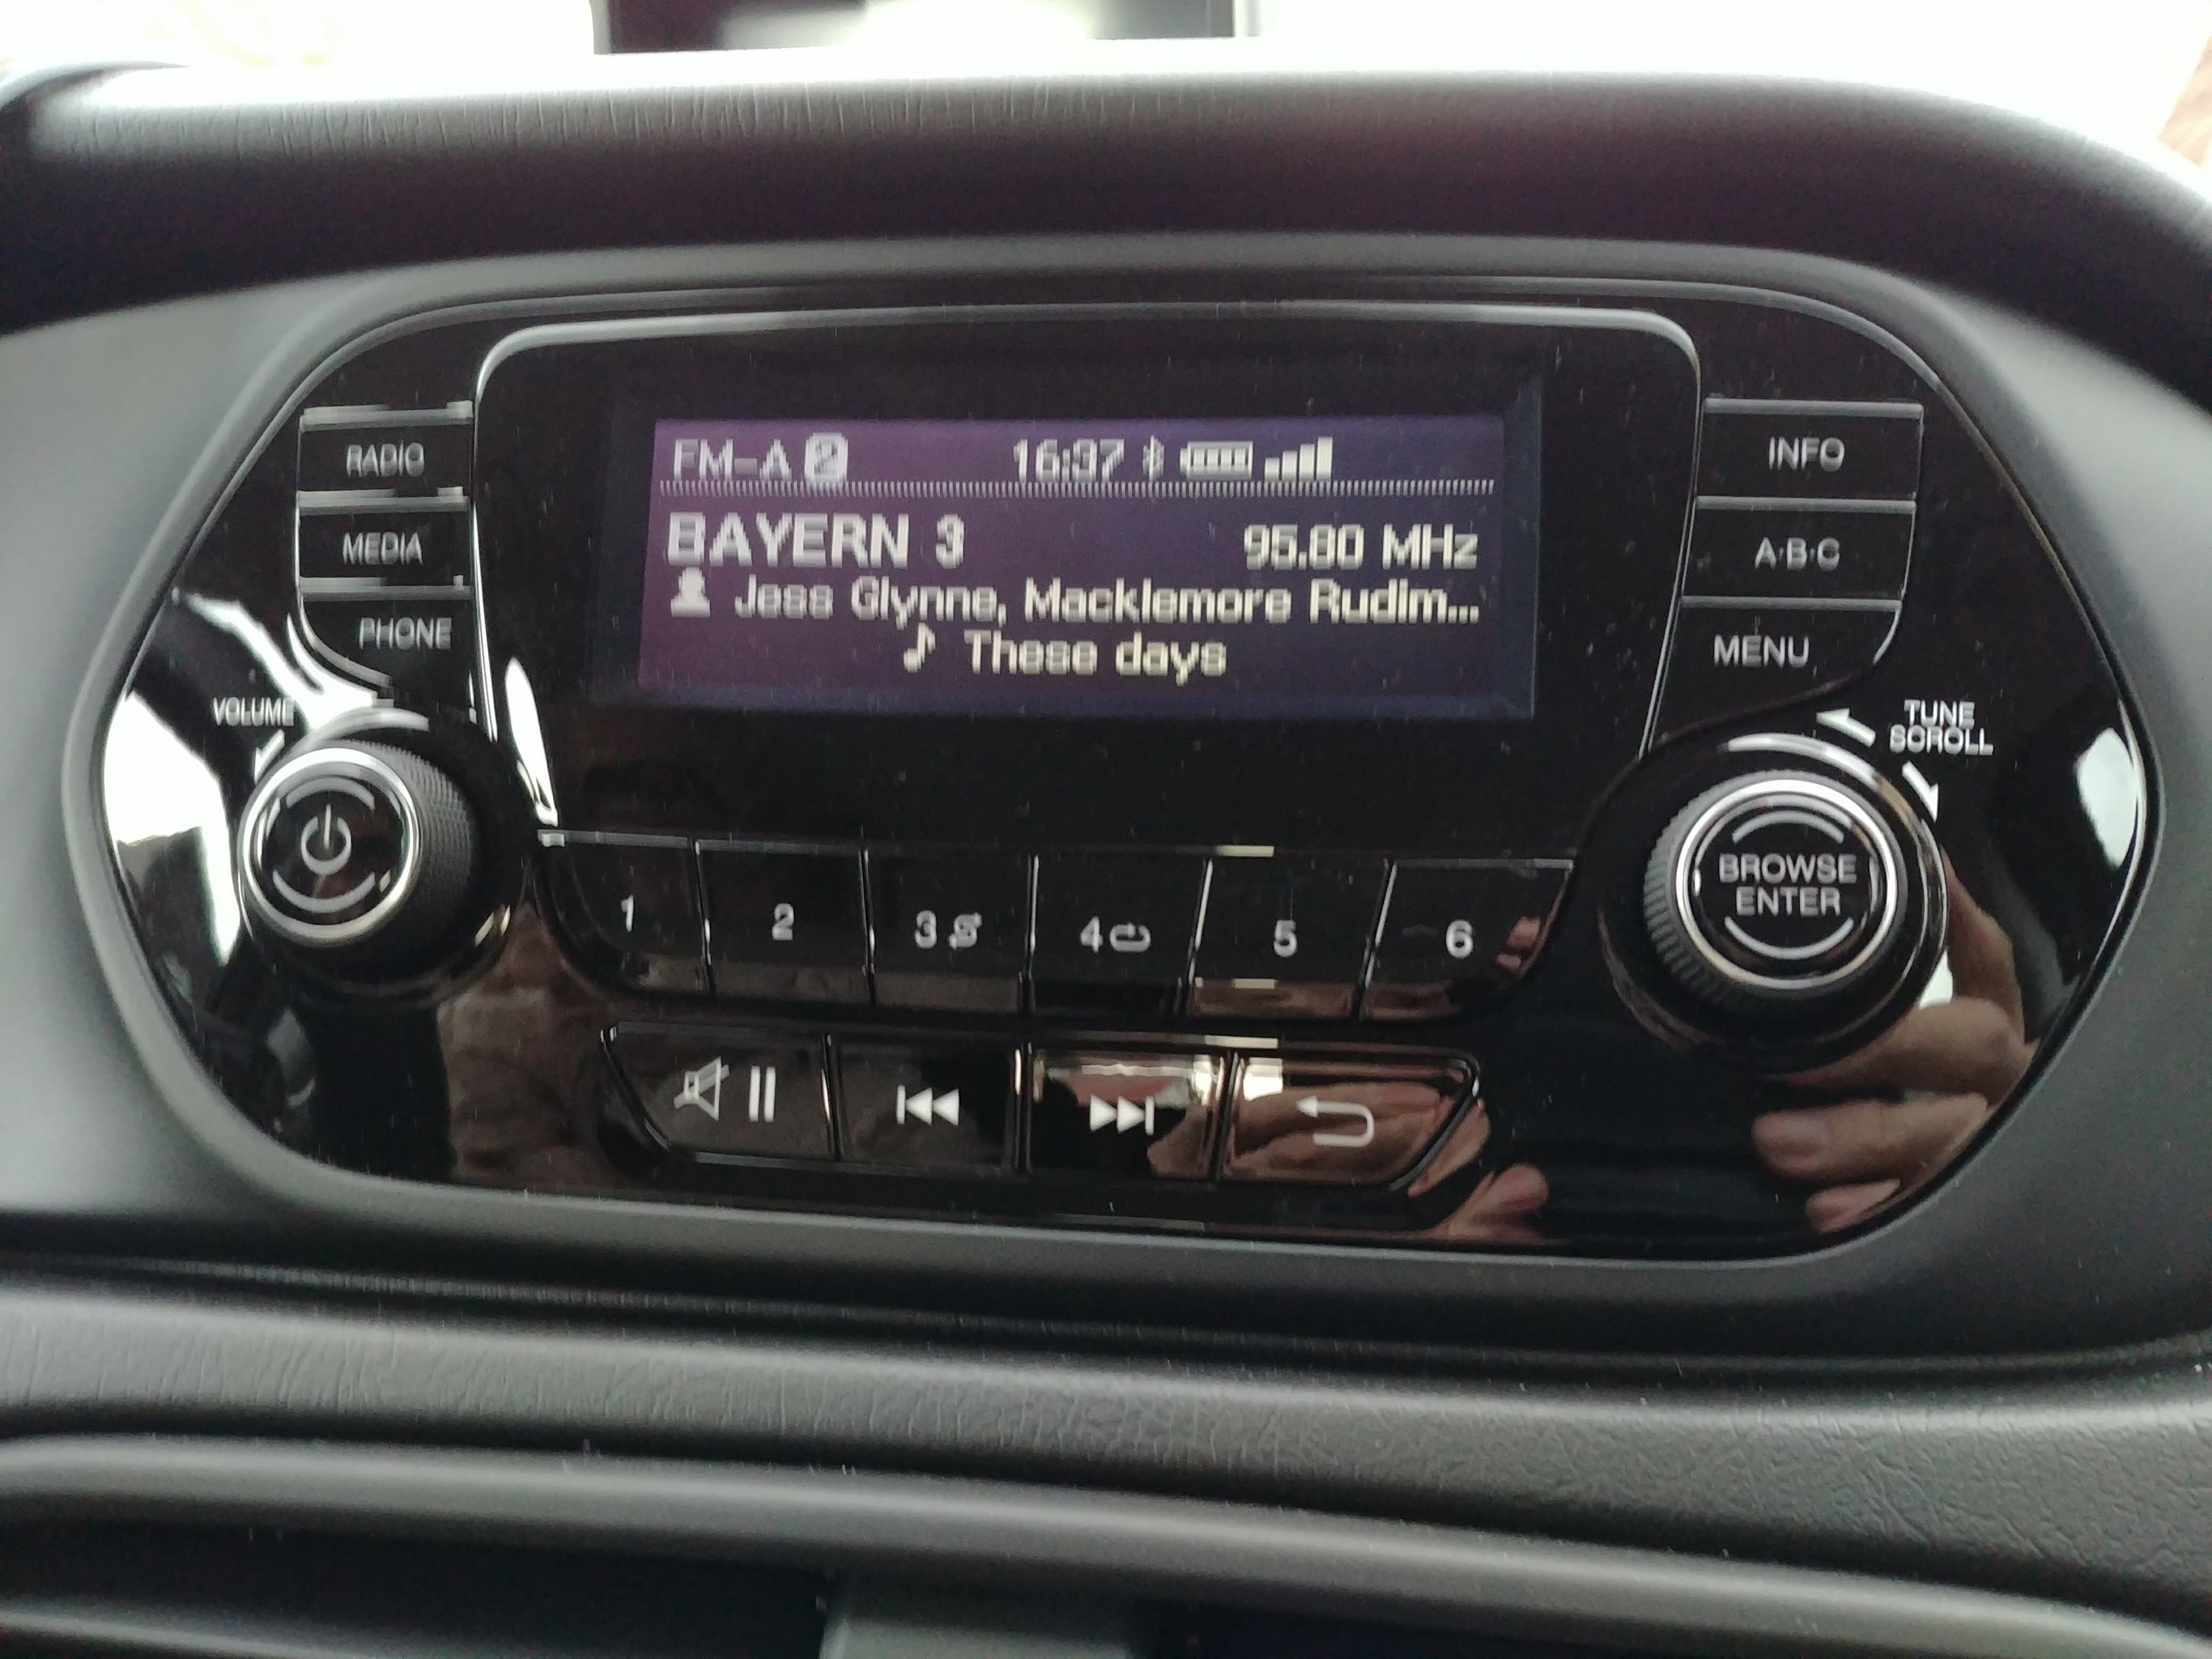 FM-A 2 16:37
BAYERN 3 95.80 MHz
Jess Glynne, Macklemore Rudim...
These days
RADIO
MEDIA
PHONE
VOLUME
INFO
A·B·C
MENU
TUNE
SCROLL
BROWSE
ENTER
1 2 3 4 5 6